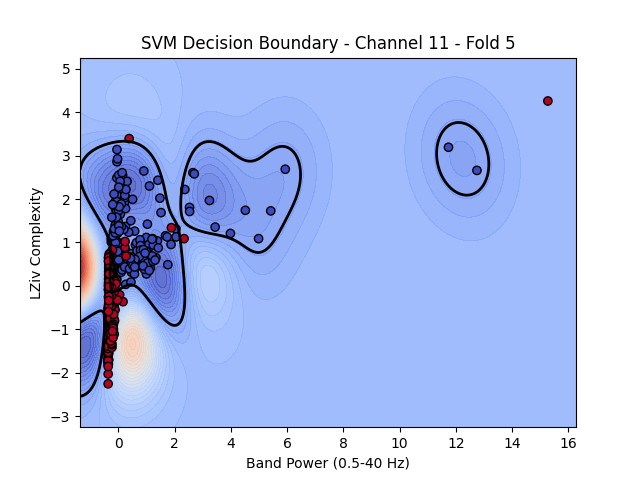 SVM Decision Boundary - Channel 11 - Fold 5
5
4
3
2
1
0
−1
−2
−3
LZiv Complexity
0 2 4 6 8 10 12 14 16
Band Power (0.5-40 Hz)